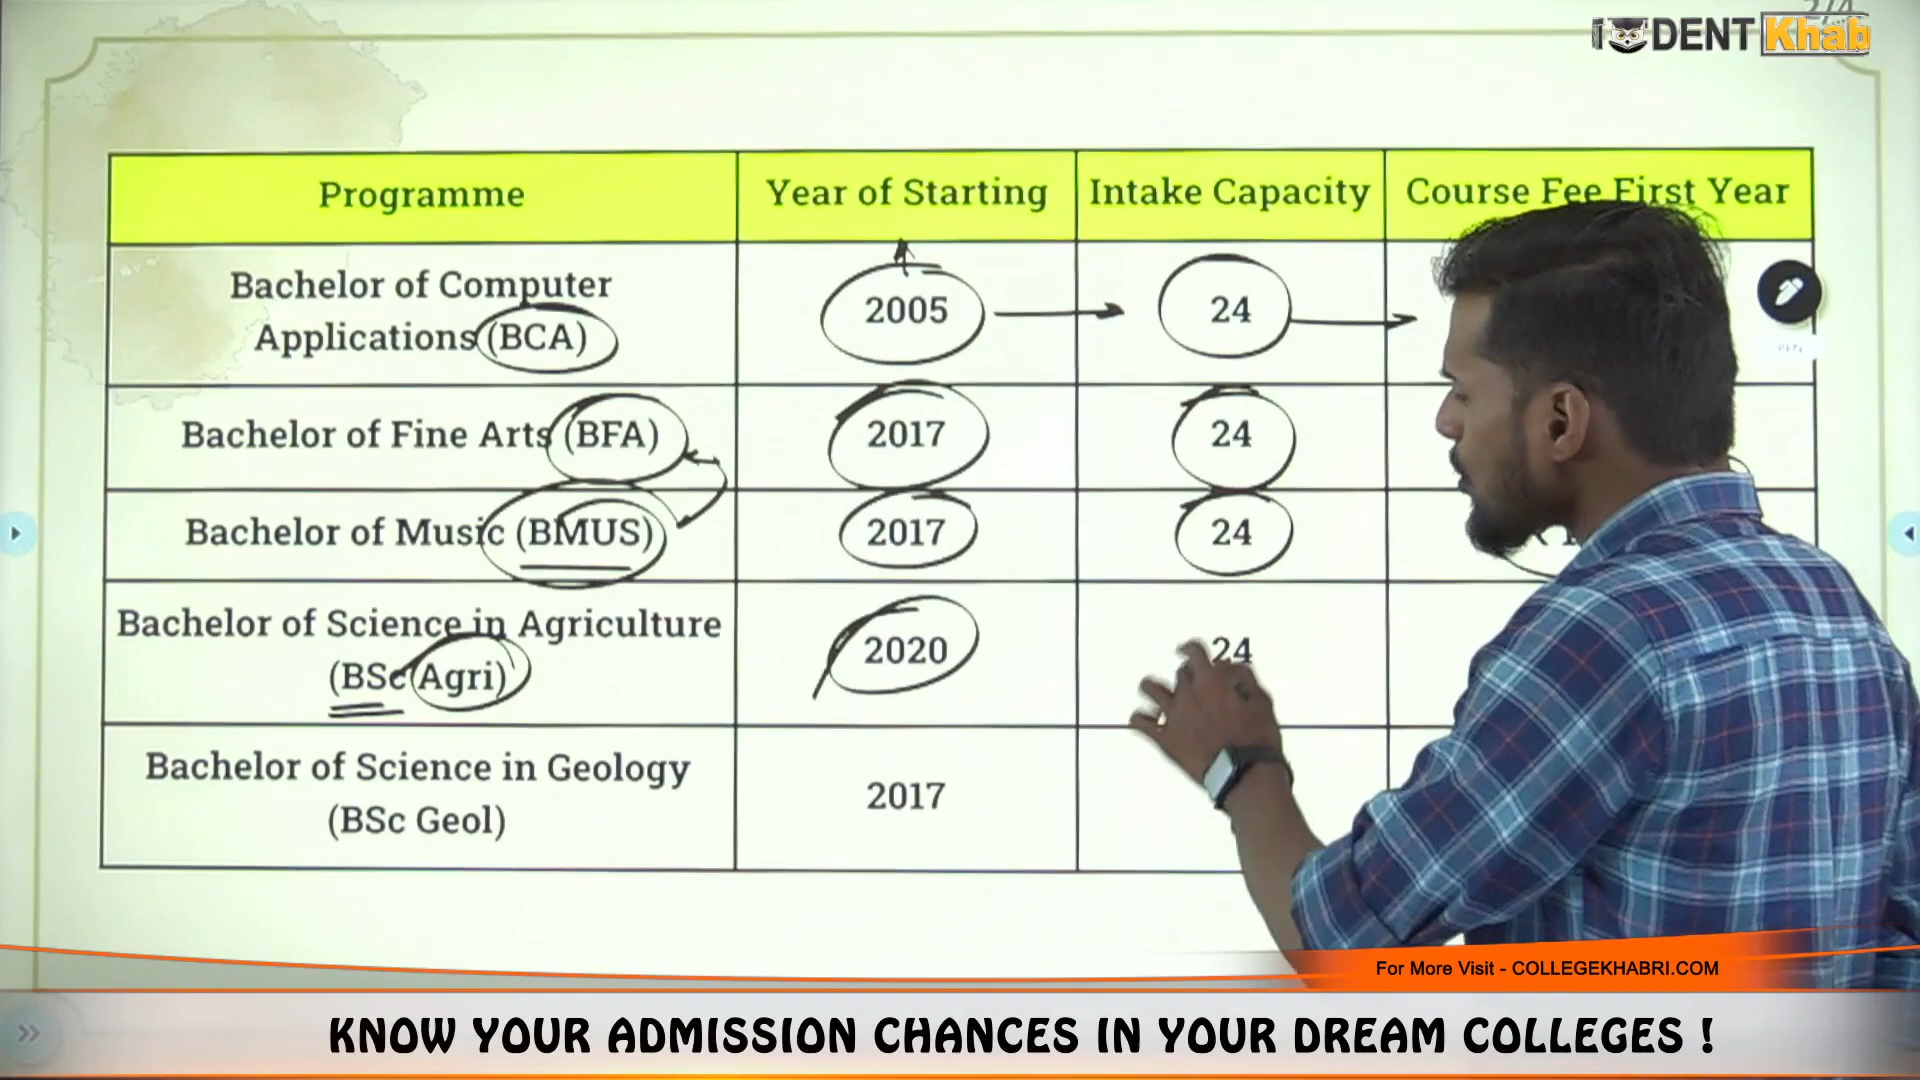 DENT Khab
Programme Year of Starting Intake Capacity Course Fee First Year
Bachelor of Computer
Applications (BCA) 2005 24
Bachelor of Fine Arts (BFA) 2017 24
Bachelor of Music (BMUS) 2017 24
Bachelor of Science in Agriculture
(BSc Agri) 2020 24
Bachelor of Science in Geology
(BSc Geol) 2017
For More Visit - COLLEGEKHABRI.COM
KNOW YOUR ADMISSION CHANCES IN YOUR DREAM COLLEGES !